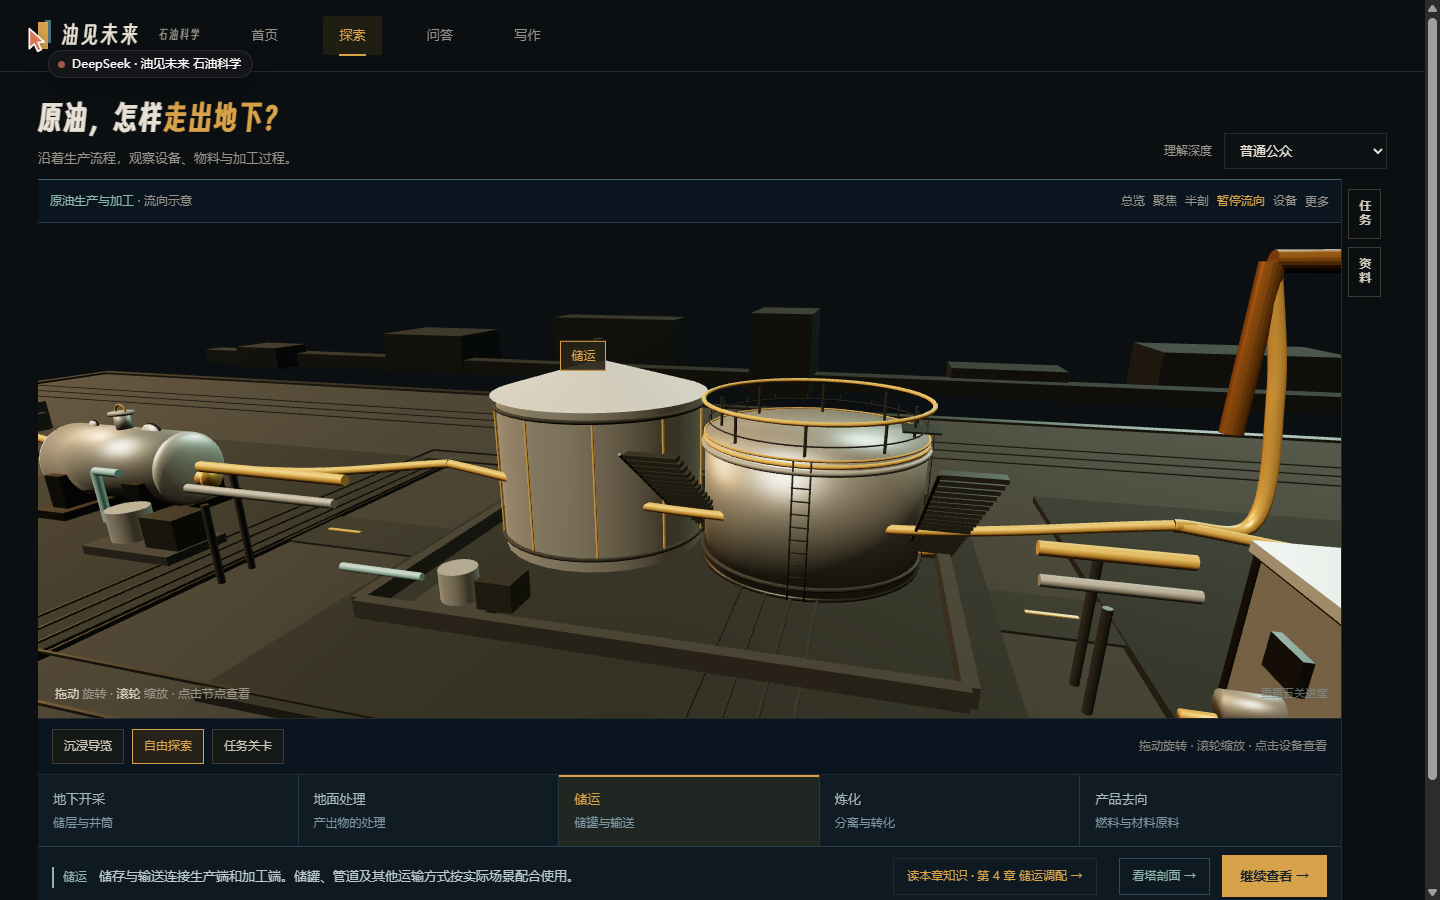 油见未来 石油科学 首页 探索 问答 写作
DeepSeek · 油见未来 石油科学
原油，怎样走出地下？
沿着生产流程，观察设备、物料与加工过程。
理解深度 普通公众
原油生产与加工 · 流向示意
总览 聚焦 半剖 暂停流向 设备 更多
任务
资料
储运
拖动 旋转 · 滚轮 缩放 · 点击节点查看
重置五关进度
沉浸导览 自由探索 任务关卡
拖动旋转 · 滚轮缩放 · 点击设备查看
地下开采
储层与井筒
地面处理
产出物的处理
储运
储罐与输送
炼化
分离与转化
产品去向
燃料与材料原料
储运 储存与输送连接生产端和加工端。储罐、管道及其他运输方式按实际场景配合使用。
读本章知识 · 第 4 章 储运调配 →
看塔剖面 →
继续查看 →